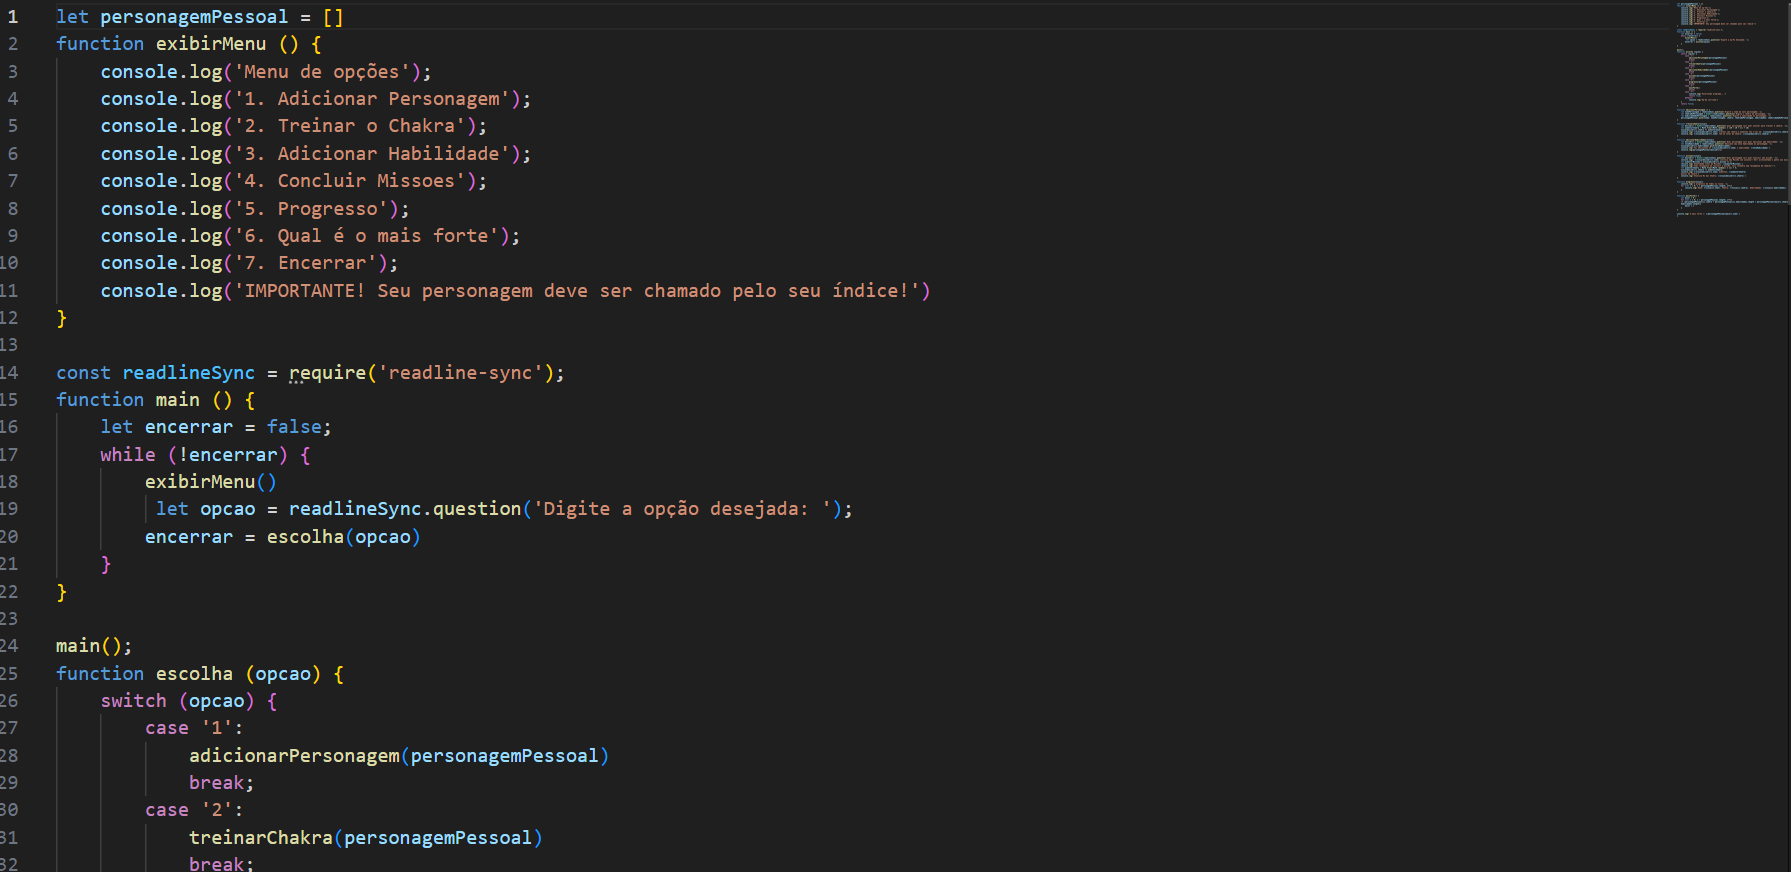 1 let personagemPessoal = []
2 function exibirMenu () {
3 console.log('Menu de opções');
4 console.log('1. Adicionar Personagem');
5 console.log('2. Treinar o Chakra');
6 console.log('3. Adicionar Habilidade');
7 console.log('4. Concluir Missoes');
8 console.log('5. Progresso');
9 console.log('6. Qual é o mais forte');
10 console.log('7. Encerrar');
11 console.log('IMPORTANTE! Seu personagem deve ser chamado pelo seu índice!')
12 }
13
14 const readlineSync = require('readline-sync');
15 function main () {
16 let encerrar = false;
17 while (!encerrar) {
18 exibirMenu()
19 let opcao = readlineSync.question('Digite a opção desejada: ');
20 encerrar = escolha(opcao)
21 }
22 }
23
24 main();
25 function escolha (opcao) {
26 switch (opcao) {
27 case '1':
28 adicionarPersonagem(personagemPessoal)
29 break;
30 case '2':
31 treinarChakra(personagemPessoal)
32 break;